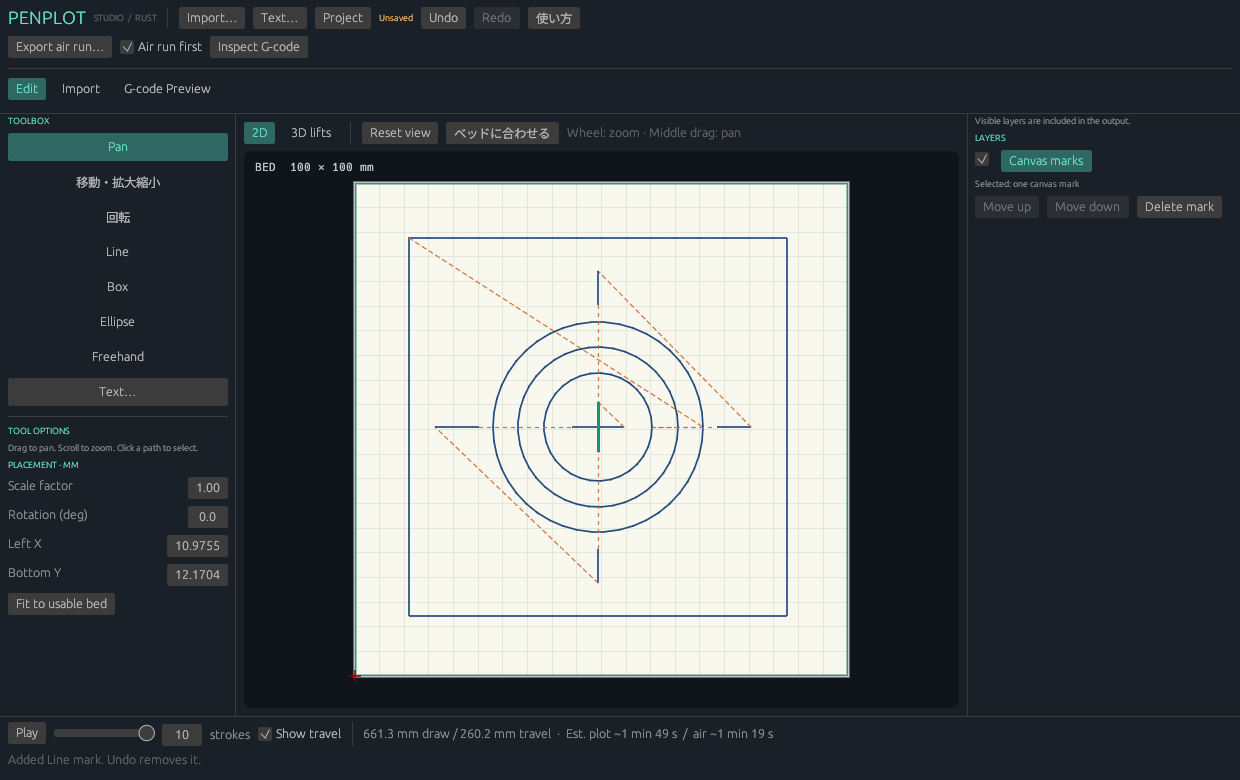 PENPLOT STUDIO / RUST Import… Text… Project Unsaved Undo Redo 使い方
Export air run… Air run first Inspect G-code
Edit Import G-code Preview
TOOLBOX
Pan
移動・拡大縮小
回転
Line
Box
Ellipse
Freehand
Text…
TOOL OPTIONS
Drag to pan. Scroll to zoom. Click a path to select.
PLACEMENT · MM
Scale factor 1.00
Rotation (deg) 0.0
Left X 10.9755
Bottom Y 12.1704
Fit to usable bed
2D 3D lifts Reset view ベッドに合わせる Wheel: zoom · Middle drag: pan
BED 100 × 100 mm
Visible layers are included in the output.
LAYERS
Canvas marks
Selected: one canvas mark
Move up Move down Delete mark
Play 10 strokes Show travel 661.3 mm draw / 260.2 mm travel · Est. plot ~1 min 49 s / air ~1 min 19 s
Added Line mark. Undo removes it.